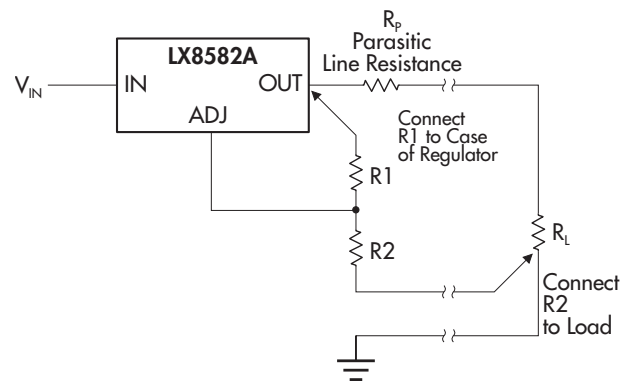 R_P
Parasitic
Line Resistance
LX8582A
V_IN
IN
OUT
ADJ
Connect
R1 to Case
of Regulator
R1
R2
R_L
Connect
R2
to Load